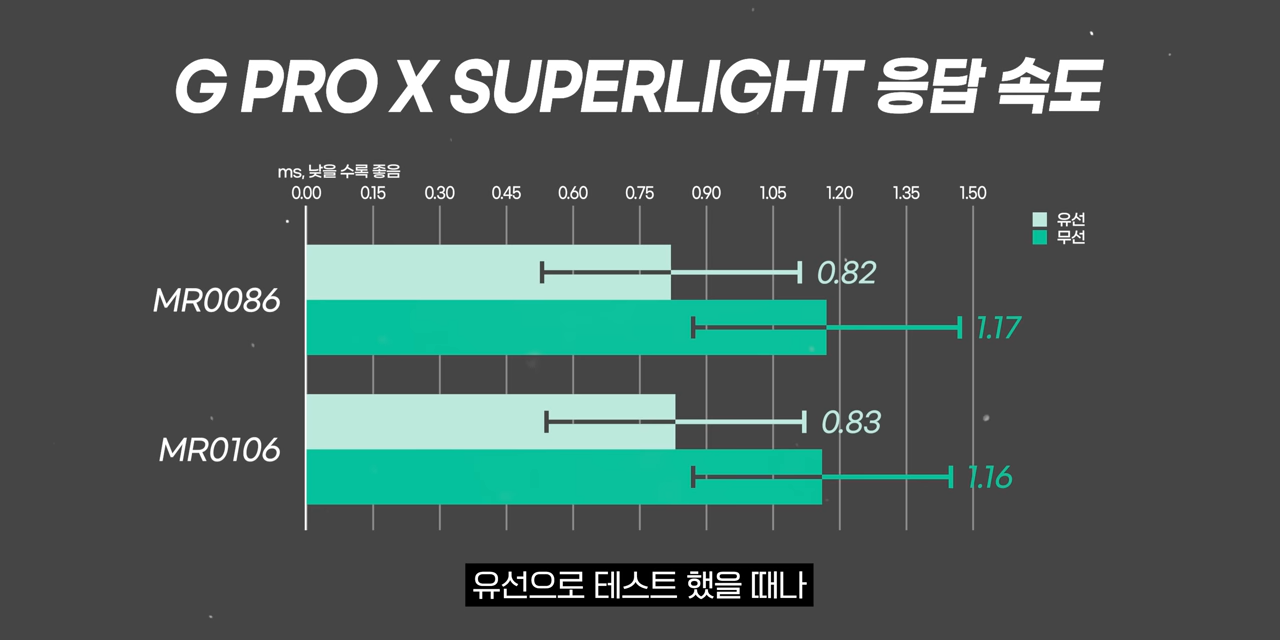 G PRO X SUPERLIGHT 응답 속도
ms, 낮을 수록 좋음
0.00 0.15 0.30 0.45 0.60 0.75 0.90 1.05 1.20 1.35 1.50
유선
무선
MR0086
0.82
1.17
MR0106
0.83
1.16
유선으로 테스트 했을 때나